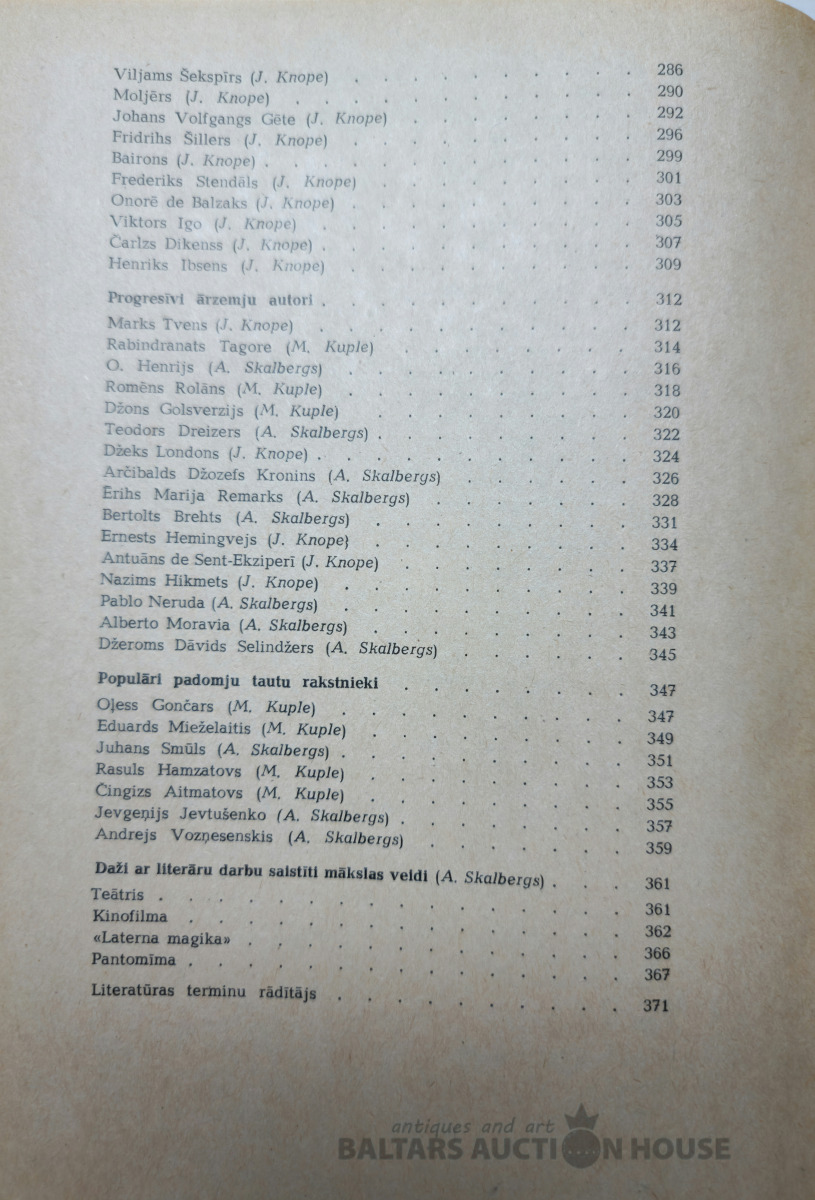 Viljams Šekspīrs (J. Knope) . . . . . . . . . . 286
Moljērs (J. Knope) . . . . . . . . . . . . 290
Johans Volfgangs Gēte (J. Knope) . . . . . . . . . 292
Fridrihs Šillers (J. Knope) . . . . . . . . . . 296
Bairons (J. Knope) . . . . . . . . . . . . . 299
Frederiks Stendāls (J. Knope) . . . . . . . . . 301
Onorē de Balzaks (J. Knope) . . . . . . . . . . 303
Viktors Igo (J. Knope) . . . . . . . . . . . 305
Čarlzs Dikenss (J. Knope) . . . . . . . . . . . 307
Henriks Ibsens (J. Knope) . . . . . . . . . . 309
Progresīvi ārzemju autori . . . . . . . . . . . 312
Marks Tvens (J. Knope) . . . . . . . . . . . 312
Rabindranats Tagore (M. Kuple) . . . . . . . . 314
O. Henrijs (A. Skalbergs) . . . . . . . . . . 316
Romēns Rolāns (M. Kuple) . . . . . . . . . . 318
Džons Golsverzijs (M. Kuple) . . . . . . . . . 320
Teodors Dreizers (A. Skalbergs) . . . . . . . . . 322
Džeks Londons (J. Knope) . . . . . . . . . . . 324
Arčibalds Džozefs Kronins (A. Skalbergs) . . . . . . 326
Erihs Marija Remarks (A. Skalbergs) . . . . . . . 328
Bertolts Brehts (A. Skalbergs) . . . . . . . . . 331
Ernests Hemingvejs (J. Knope) . . . . . . . . . 334
Antuāns de Sent-Ekziperī (J. Knope) . . . . . . . . 337
Nazims Hikmets (J. Knope) . . . . . . . . . . 339
Pablo Neruda (A. Skalbergs) . . . . . . . . . . 341
Alberto Moravia (A. Skalbergs) . . . . . . . . . 343
Džeroms Dāvids Selindžers (A. Skalbergs) . . . . . . 345
Populāri padomju tautu rakstnieki . . . . . . . . 347
Oļess Gončars (M. Kuple) . . . . . . . . . . 347
Eduards Mieželaitis (M. Kuple) . . . . . . . . . 349
Juhans Smūls (A. Skalbergs) . . . . . . . . . . 351
Rasuls Hamzatovs (M. Kuple) . . . . . . . . . 353
Čingizs Aitmatovs (M. Kuple) . . . . . . . . . 355
Jevgeņijs Jevtušenko (A. Skalbergs) . . . . . . . . 357
Andrejs Vozņesenskis (A. Skalbergs) . . . . . . . 359
Daži ar literāru darbu saistīti mākslas veidi (A. Skalbergs) . . . 361
Teātris . . . . . . . . . . . . . . . . 361
Kinofilma . . . . . . . . . . . . . . . 362
«Laterna magika» . . . . . . . . . . . . . 366
Pantomīma . . . . . . . . . . . . . . . 367
Literatūras terminu rādītājs . . . . . . . . . . 371
antiques and art
BALTARS AUCTION HOUSE